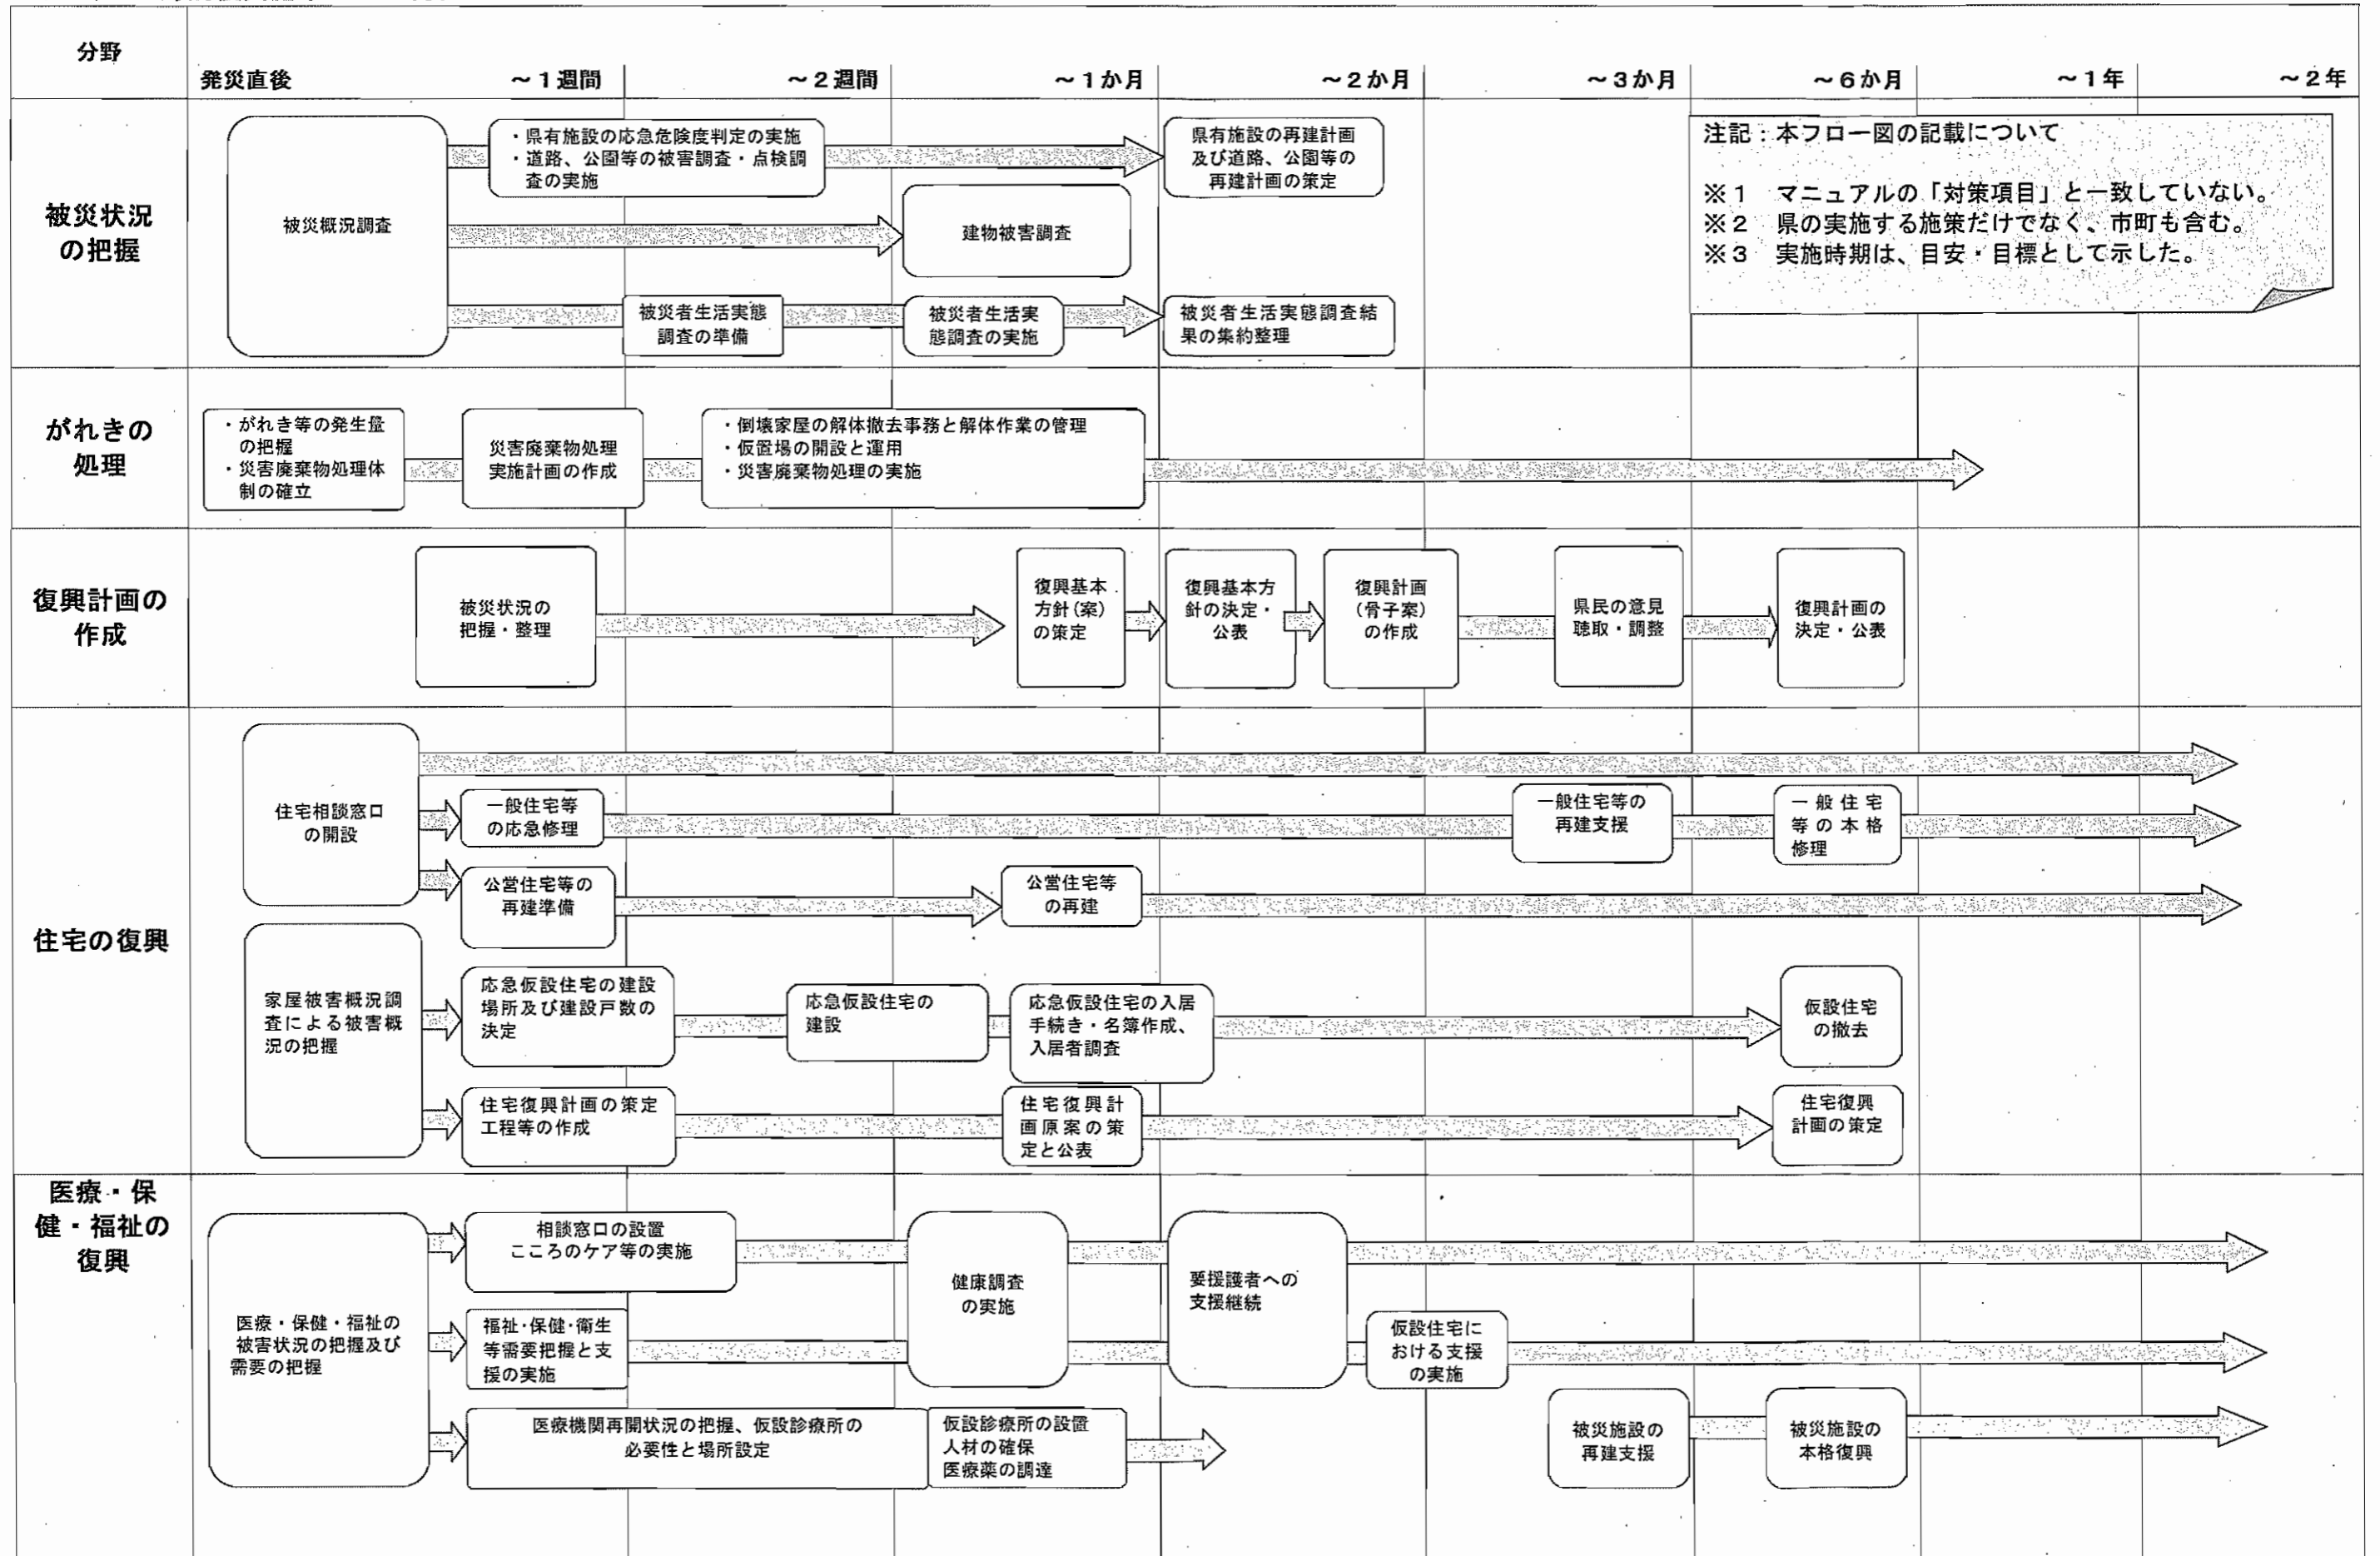 分野
発災直後
～１週間
～２週間
～１か月
～２か月
～３か月
～６か月
～１年
～２年
被災状況
の把握
被災概況調査
・県有施設の応急危険度判定の実施
・道路、公園等の被害調査・点検調
査の実施
県有施設の再建計画
及び道路、公園等の
再建計画の策定
建物被害調査
被災者生活実態
調査の準備
被災者生活実
態調査の実施
被災者生活実態調査結
果の集約整理
注記：本フロー図の記載について
※１　マニュアルの「対策項目」と一致していない。
※２　県の実施する施策だけでなく、市町も含む。
※３　実施時期は、目安・目標として示した。
がれきの
処理
・がれき等の発生量
の把握
・災害廃棄物処理体
制の確立
災害廃棄物処理
実施計画の作成
・倒壊家屋の解体撤去事務と解体作業の管理
・仮置場の開設と運用
・災害廃棄物処理の実施
復興計画の
作成
被災状況の
把握・整理
復興基本
方針（案）
の策定
復興基本方
針の決定・
公表
復興計画
（骨子案）
の作成
県民の意見
聴取・調整
復興計画の
決定・公表
住宅の復興
住宅相談窓口
の開設
一般住宅等
の応急修理
一般住宅等の
再建支援
一般住宅
等の本格
修理
公営住宅等の
再建準備
公営住宅等
の再建
家屋被害概況調
査による被害概
況の把握
応急仮設住宅の建設
場所及び建設戸数の
決定
応急仮設住宅の
建設
応急仮設住宅の入居
手続き・名簿作成、
入居者調査
仮設住宅
の撤去
住宅復興計画の策定
工程等の作成
住宅復興計
画原案の策
定と公表
住宅復興
計画の策定
医療・保
健・福祉の
復興
医療・保健・福祉の
被害状況の把握及び
需要の把握
相談窓口の設置
こころのケア等の実施
福祉・保健・衛生
等需要把握と支
援の実施
健康調査
の実施
要援護者への
支援継続
仮設住宅に
おける支援
の実施
医療機関再開状況の把握、仮設診療所の
必要性と場所設定
仮設診療所の設置
人材の確保
医療薬の調達
被災施設の
再建支援
被災施設の
本格復興